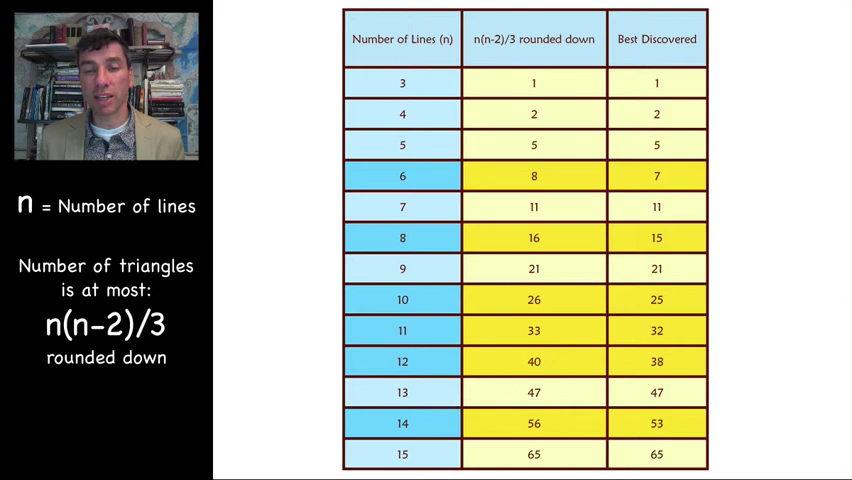 n = Number of lines
Number of triangles
is at most:
n(n-2)/3
rounded down
Number of Lines (n) n(n-2)/3 rounded down Best Discovered
3 1 1
4 2 2
5 5 5
6 8 7
7 11 11
8 16 15
9 21 21
10 26 25
11 33 32
12 40 38
13 47 47
14 56 53
15 65 65